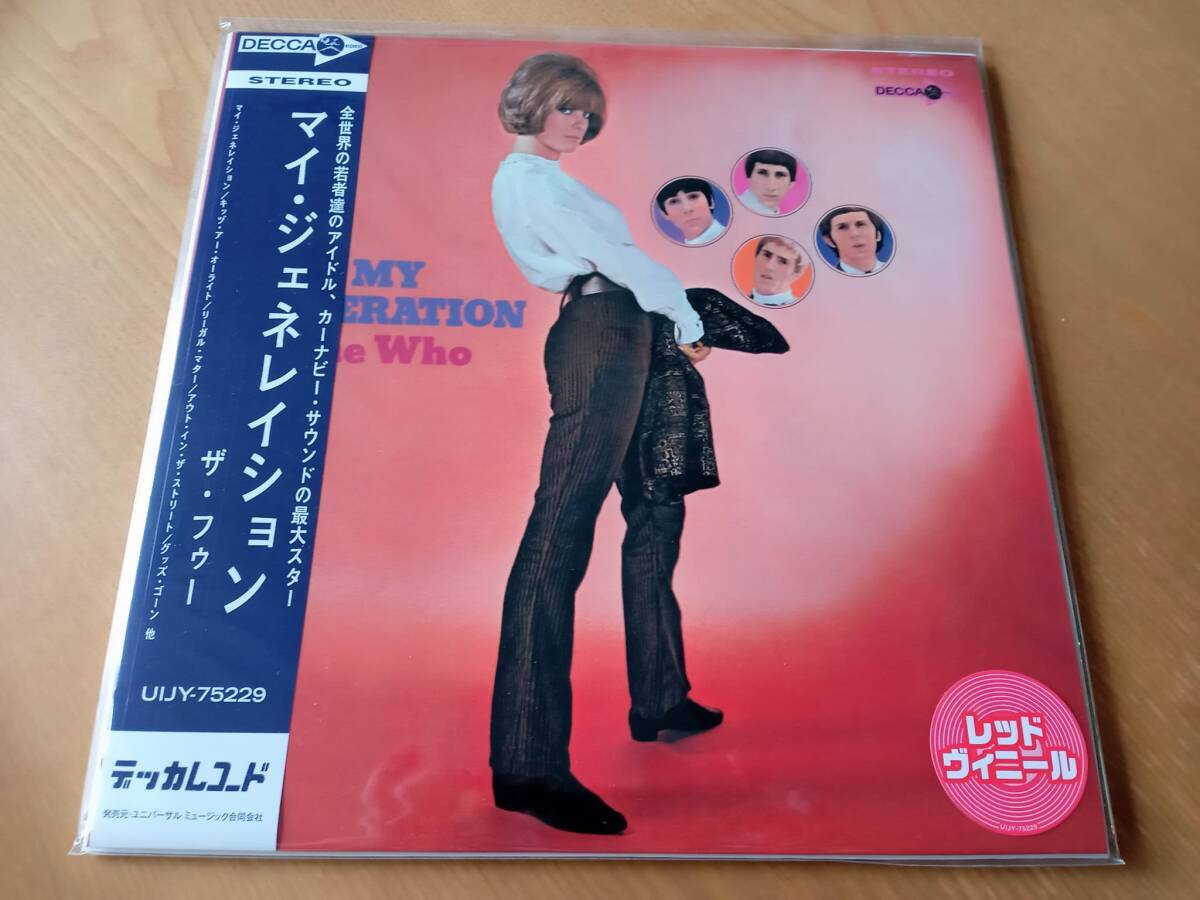 DECCA
STEREO
全世界の若者達のアイドル、カーナビー・サウンドの最大スター
マイ・ジェネレイション
ザ・フゥー
マイ・ジェネレイション/キッヅ・アー・オーライト/リーガル・マター/アウト・イン・ザ・ストリート/グッズ・ゴーン 他
UIJY-75229
デッカレコード
発売元・ユニバーサル ミュージック合同会社
STEREO
DECCA
MY
ERATION
e Who
レッド
ヴィニール
UIJY-75229